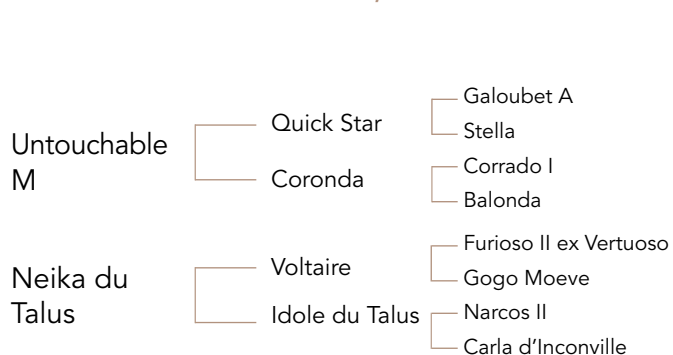 Untouchable
M
Quick Star
Coronda
Galoubet A
Stella
Corrado I
Balonda
Neika du
Talus
Voltaire
Idole du Talus
Furioso II ex Vertuoso
Gogo Moeve
Narcos II
Carla d'Inconville